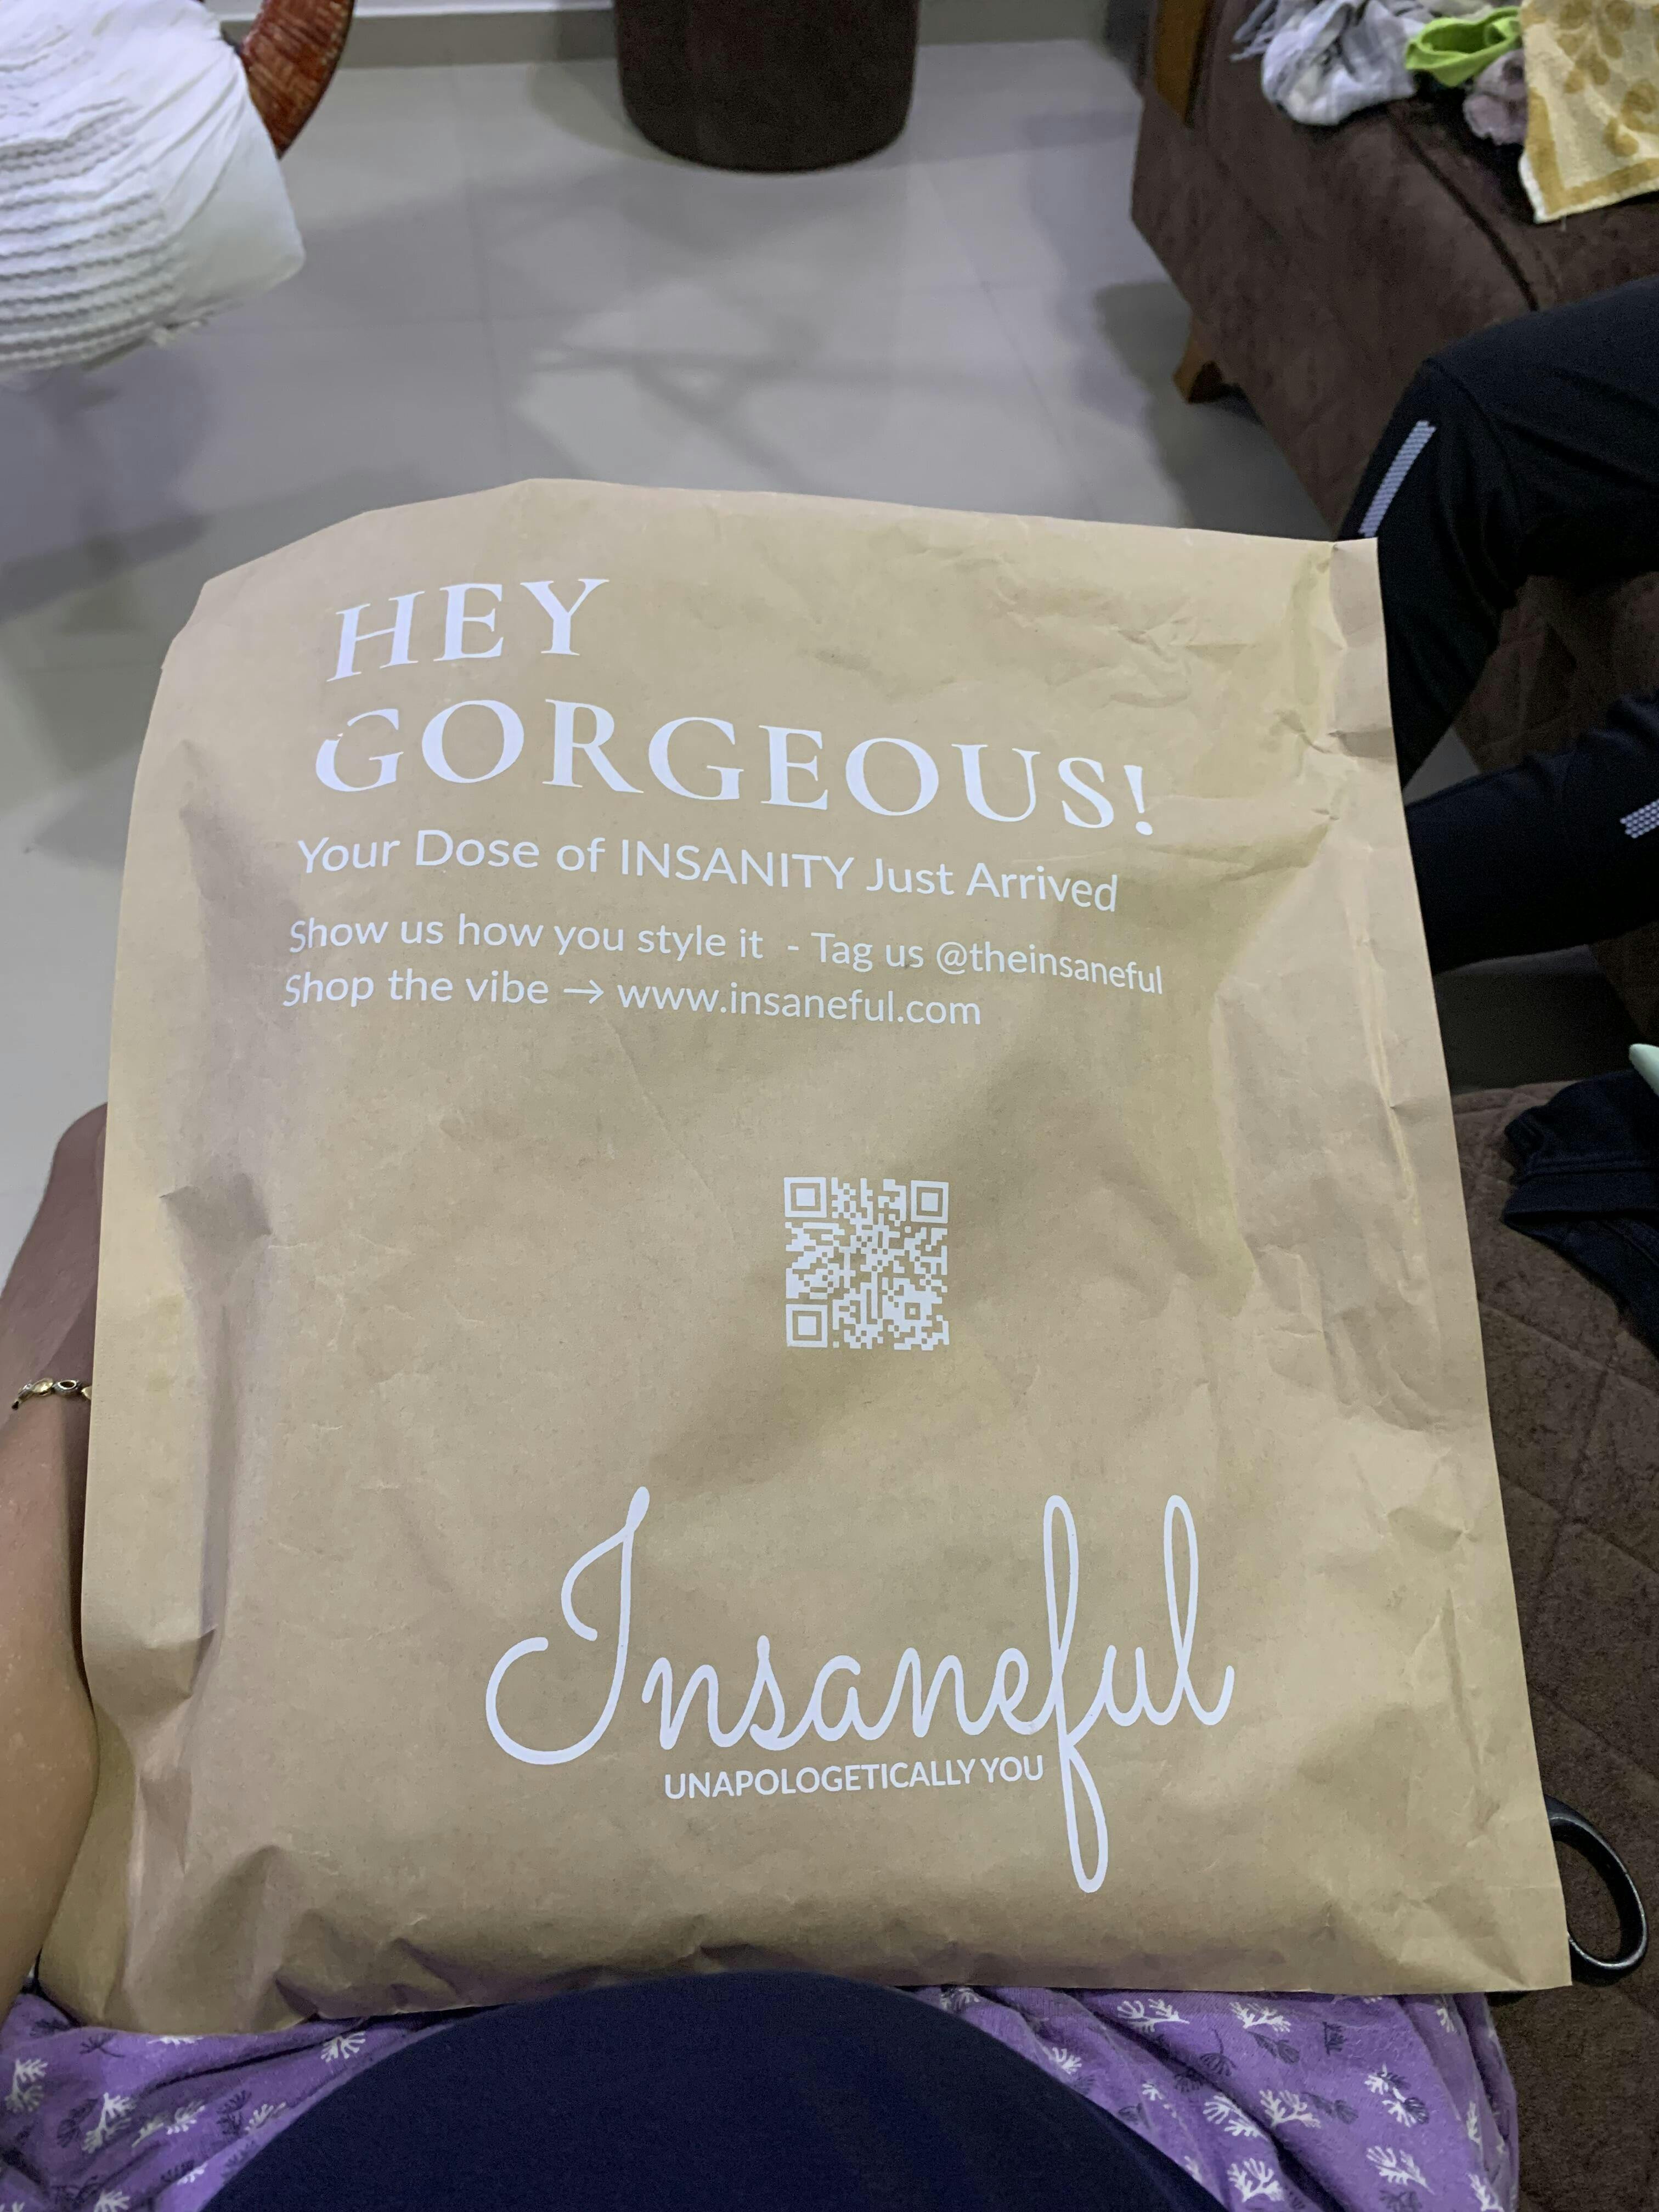 HEY
GORGEOUS!
Your Dose of INSANITY Just Arrived
Show us how you style it - Tag us @theinsaneful
Shop the vibe → www.insaneful.com
Insaneful
UNAPOLOGETICALLY YOU